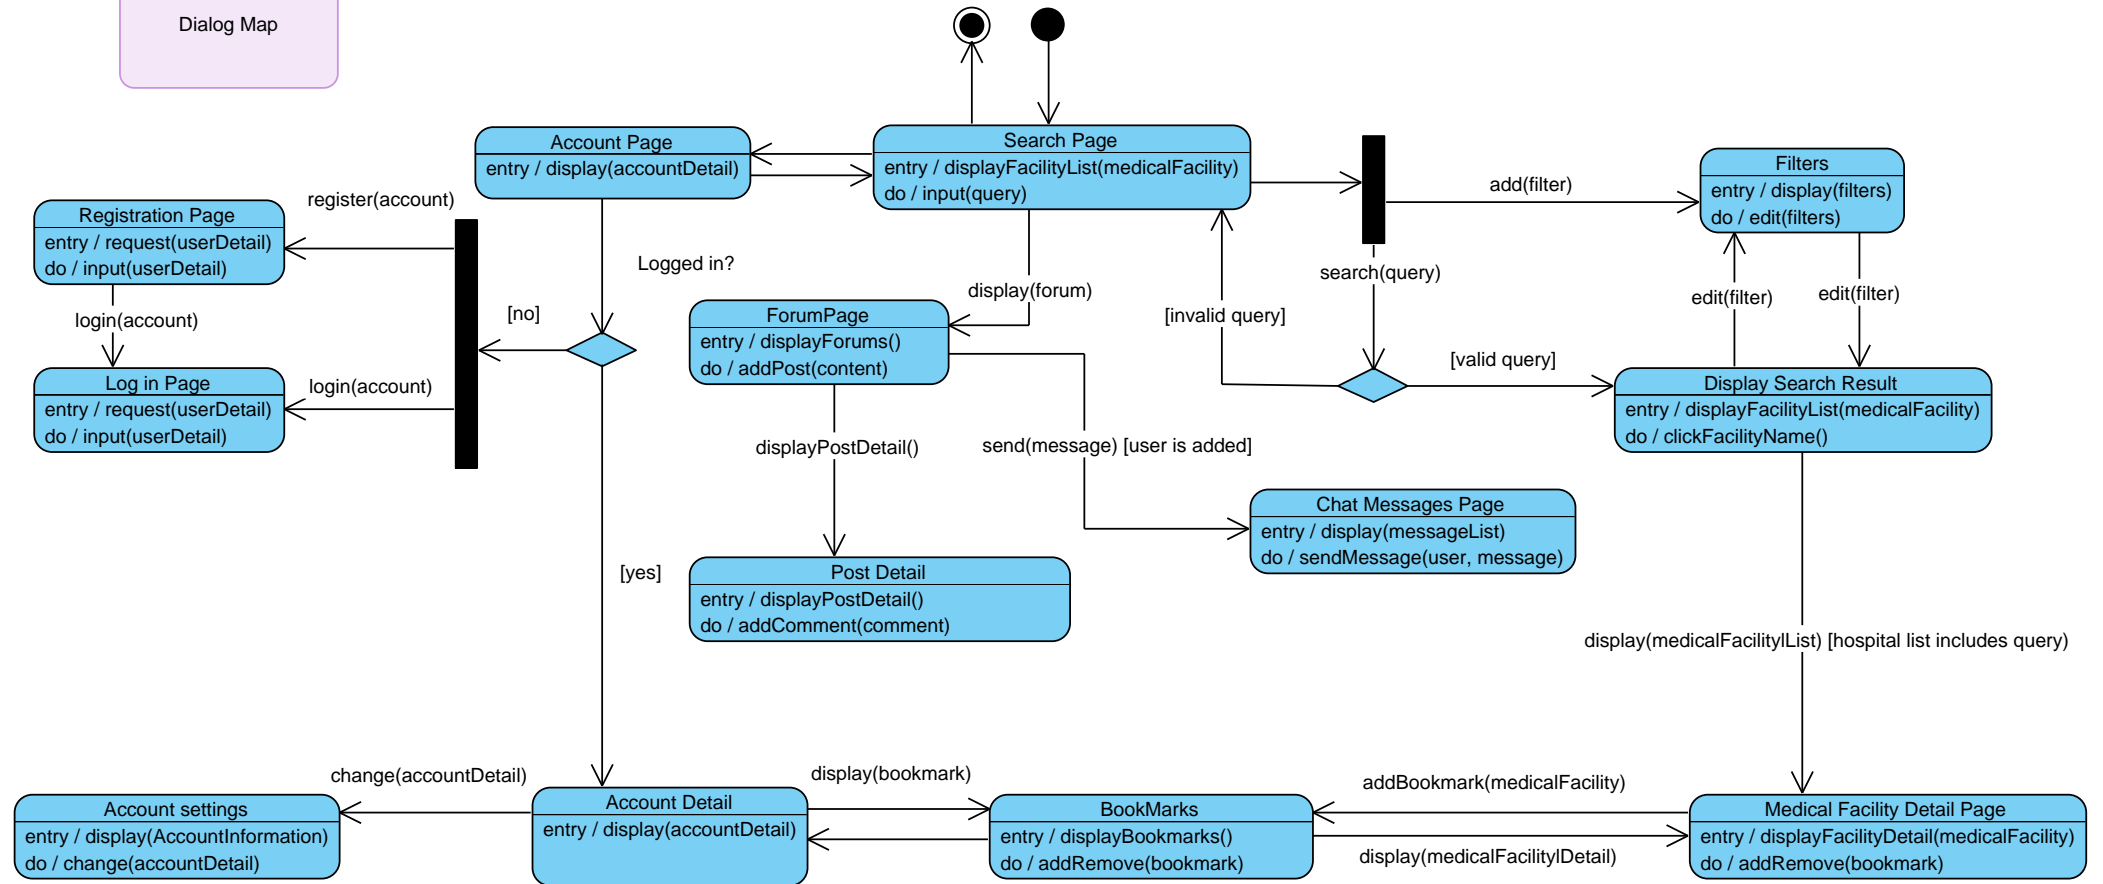 Dialog Map
Account Page
entry / display(accountDetail)
Search Page
entry / displayFacilityList(medicalFacility)
do / input(query)
Filters
entry / display(filters)
do / edit(filters)
add(filter)
register(account)
Registration Page
entry / request(userDetail)
do / input(userDetail)
Logged in?
search(query)
display(forum)
edit(filter)
edit(filter)
[no]
login(account)
[invalid query]
ForumPage
entry / displayForums()
do / addPost(content)
[valid query]
Log in Page
entry / request(userDetail)
do / input(userDetail)
login(account)
Display Search Result
entry / displayFacilityList(medicalFacility)
do / clickFacilityName()
displayPostDetail()
send(message) [user is added]
Chat Messages Page
entry / display(messageList)
do / sendMessage(user, message)
[yes]
Post Detail
entry / displayPostDetail()
do / addComment(comment)
display(medicalFacilitylList) [hospital list includes query)
change(accountDetail)
display(bookmark)
addBookmark(medicalFacility)
Account settings
entry / display(AccountInformation)
do / change(accountDetail)
Account Detail
entry / display(accountDetail)
BookMarks
entry / displayBookmarks()
do / addRemove(bookmark)
display(medicalFacilitylDetail)
Medical Facility Detail Page
entry / displayFacilityDetail(medicalFacility)
do / addRemove(bookmark)